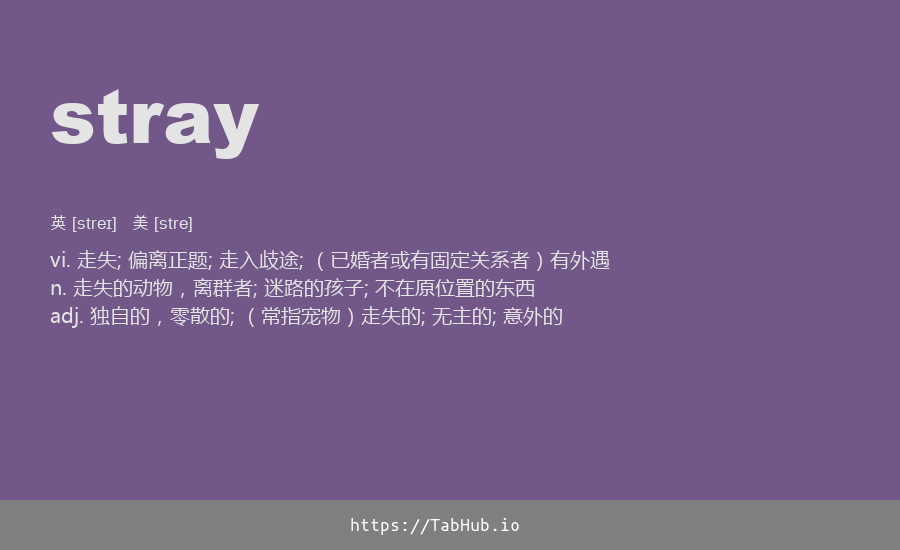 stray
英 [streɪ] 美 [stre]
vi. 走失; 偏离正题; 走入歧途; （已婚者或有固定关系者）有外遇
n. 走失的动物，离群者; 迷路的孩子; 不在原位置的东西
adj. 独自的，零散的; （常指宠物）走失的; 无主的; 意外的
https://TabHub.io